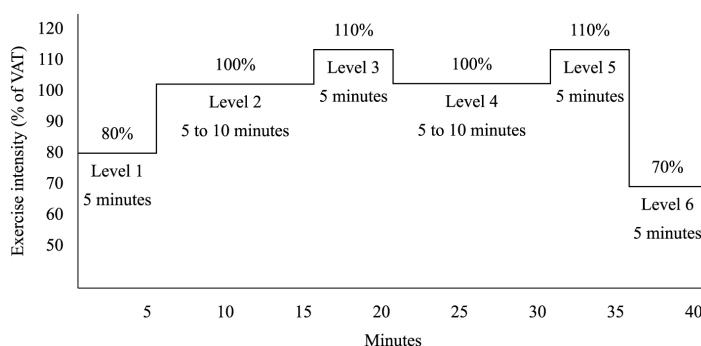 Exercise intensity (% of VAT)
120
110
100
90
80
70
60
50
80%
Level 1
5 minutes
100%
Level 2
5 to 10 minutes
110%
Level 3
5 minutes
100%
Level 4
5 to 10 minutes
110%
Level 5
5 minutes
70%
Level 6
5 minutes
5 10 15 20 25 30 35 40
Minutes